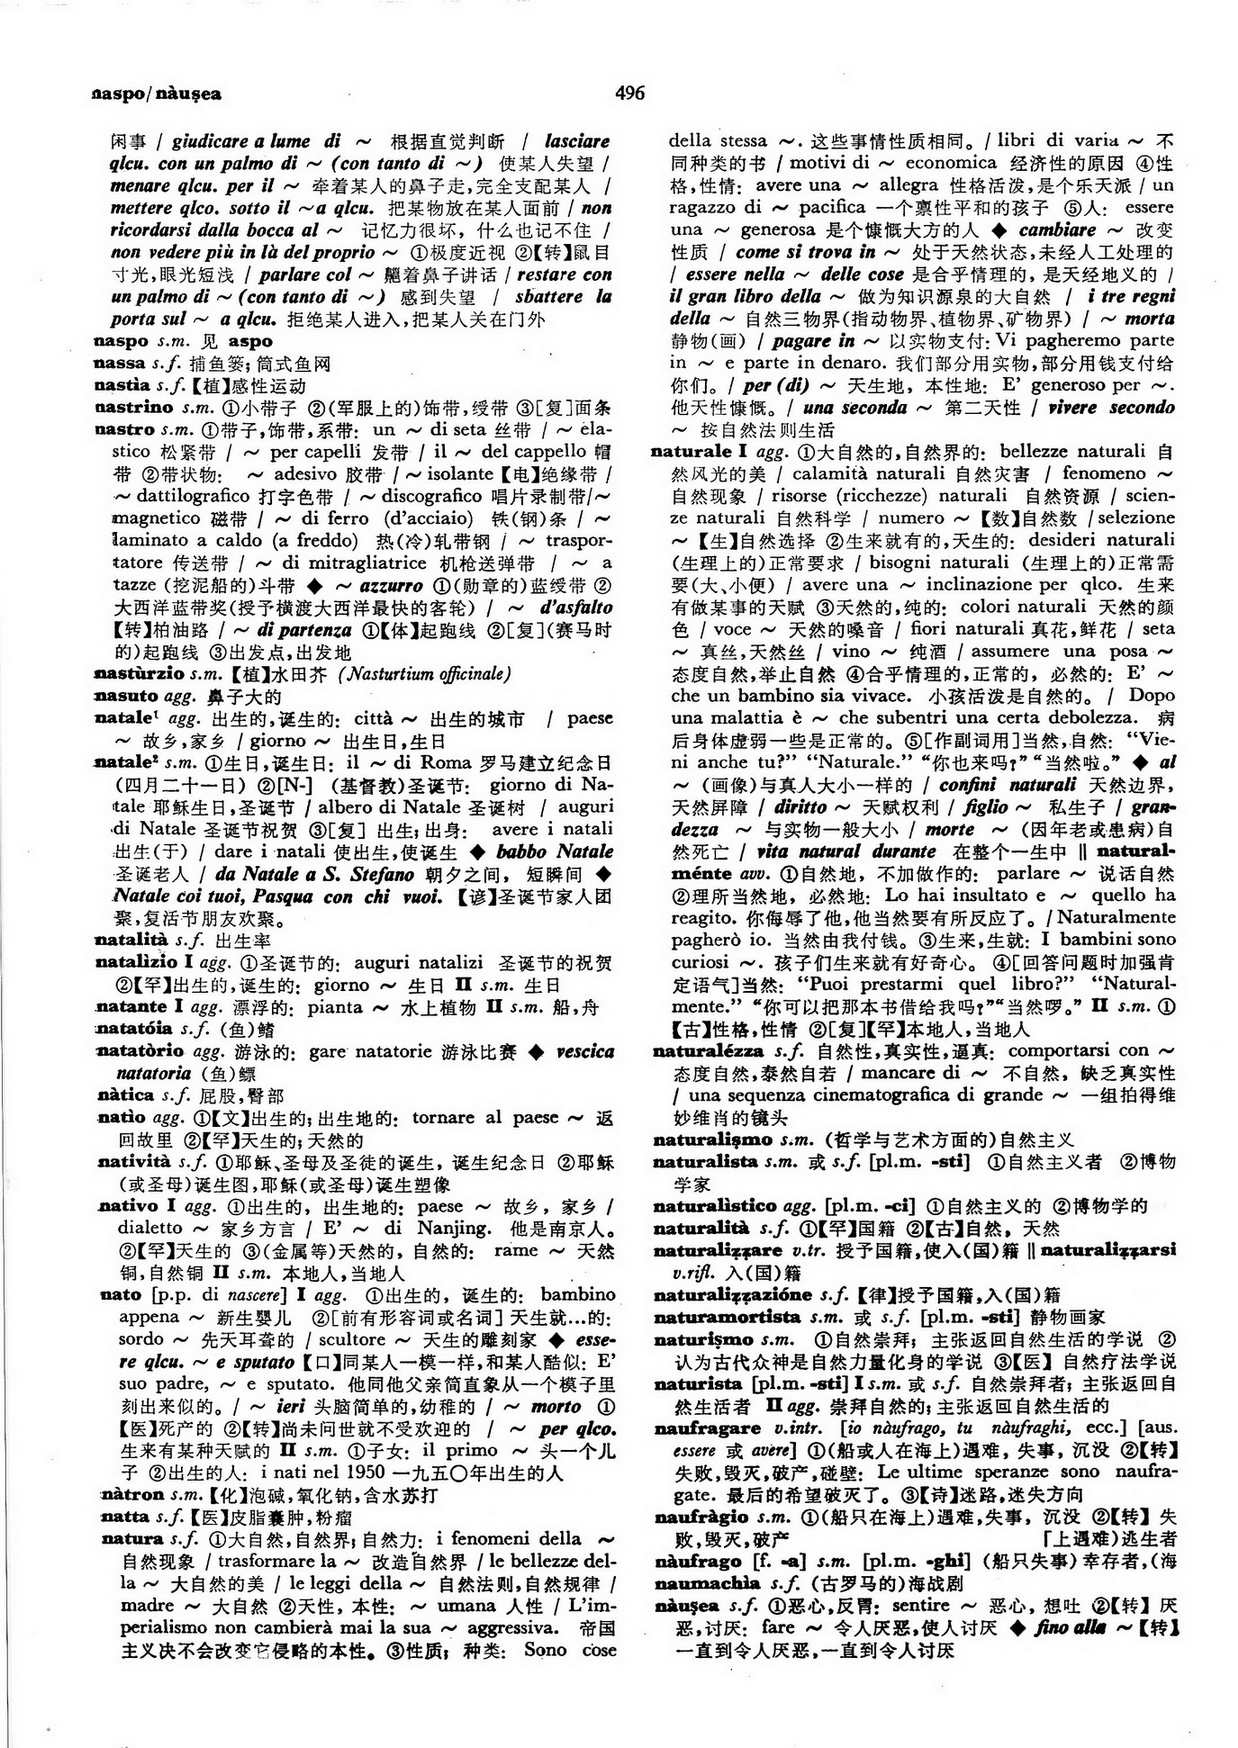 naspo/nàuṣea
496
闲事 / giudicare a lume di ～ 根据直觉判断 / lasciare
qlcu. con un palmo di ～ (con tanto di ～) 使某人失望 /
menare qlcu. per il ～ 牵着某人的鼻子走,完全支配某人 /
mettere qlco. sotto il ～a qlcu. 把某物放在某人面前 / non
ricordarsi dalla bocca al ～ 记忆力很坏, 什么也记不住 /
non vedere più in là del proprio ～ ①极度近视 ②【转】鼠目
寸光,眼光短浅 / parlare col ～ 齆着鼻子讲话 / restare con
un palmo di ～ (con tanto di ～) 感到失望 / sbattere la
porta sul ～ a qlcu. 拒绝某人进入,把某人关在门外
naspo s.m. 见 aspo
nassa s.f. 捕鱼篓; 筒式鱼网
nastìa s.f.【植】感性运动
nastrino s.m. ①小带子 ②(军服上的)饰带,绶带 ③[复]面条
nastro s.m. ①带子,饰带,系带: un ～ di seta 丝带 / ～ ela-
stico 松紧带 / ～ per capelli 发带 / il ～ del cappello 帽
带 ②带状物: ～ adesivo 胶带 / ～ isolante【电】绝缘带 /
～ dattilografico 打字色带 / ～ discografico 唱片录制带/～
magnetico 磁带 / ～ di ferro (d'acciaio) 铁(钢)条 / ～
laminato a caldo (a freddo) 热(冷)轧带钢 / ～ traspor-
tatore 传送带 / ～ di mitragliatrice 机枪送弹带 / ～ a
tazze (挖泥船的)斗带 ◆ ～ azzurro ①(勋章的)蓝绶带 ②
大西洋蓝带奖(授予横渡大西洋最快的客轮) / ～ d'asfalto
【转】柏油路 / ～ di partenza ①【体】起跑线 ②[复](赛马时
的)起跑线 ③出发点,出发地
nastùrzio s.m.【植】水田芥 (Nasturtium officinale)
nasuto agg. 鼻子大的
natale¹ agg. 出生的,诞生的: città ～ 出生的城市 / paese
～ 故乡,家乡 / giorno ～ 出生日,生日
natale² s.m. ①生日,诞生日: il ～ di Roma 罗马建立纪念日
(四月二十一日) ②[N-] (基督教)圣诞节: giorno di Na-
tale 耶稣生日,圣诞节 / albero di Natale 圣诞树 / auguri
di Natale 圣诞节祝贺 ③[复] 出生; 出身: avere i natali
出生(于) / dare i natali 使出生,使诞生 ◆ babbo Natale
圣诞老人 / da Natale a S. Stefano 朝夕之间, 短瞬间 ◆
Natale coi tuoi, Pasqua con chi vuoi.【谚】圣诞节家人团
聚,复活节朋友欢聚。
natalità s.f. 出生率
natalìzio I agg. ①圣诞节的: auguri natalizi 圣诞节的祝贺
②【罕】出生的,诞生的: giorno ～ 生日 II s.m. 生日
natante I agg. 漂浮的: pianta ～ 水上植物 II s.m. 船,舟
natatóia s.f. (鱼)鳍
natatòrio agg. 游泳的: gare natatorie 游泳比赛 ◆ vescica
natatoria (鱼)鳔
nàtica s.f. 屁股,臀部
natìo agg. ①【文】出生的; 出生地的: tornare al paese ～ 返
回故里 ②【罕】天生的; 天然的
natività s.f. ①耶稣、圣母及圣徒的诞生, 诞生纪念日 ②耶稣
(或圣母)诞生图,耶稣(或圣母)诞生塑像
nativo I agg. ①出生的, 出生地的: paese ～ 故乡, 家乡 /
dialetto ～ 家乡方言 / E' ～ di Nanjing. 他是南京人。
②【罕】天生的 ③(金属等)天然的, 自然的: rame ～ 天然
铜,自然铜 II s.m. 本地人,当地人
nato [p.p. di nascere] I agg. ①出生的, 诞生的: bambino
appena ～ 新生婴儿 ②[前有形容词或名词] 天生就…的:
sordo ～ 先天耳聋的 / scultore ～ 天生的雕刻家 ◆ esse-
re qlcu. ～ e sputato【口】同某人一模一样,和某人酷似: E'
suo padre, ～ e sputato. 他同他父亲简直象从一个模子里
刻出来似的。/ ～ ieri 头脑简单的,幼稚的 / ～ morto ①
【医】死产的 ②【转】尚未问世就不受欢迎的 / ～ per qlco.
生来有某种天赋的 II s.m. ①子女: il primo ～ 头一个儿
子 ②出生的人: i nati nel 1950 一九五〇年出生的人
nàtron s.m.【化】泡碱,氧化钠,含水苏打
natta s.f.【医】皮脂囊肿,粉瘤
natura s.f. ①大自然,自然界; 自然力: i fenomeni della ～
自然现象 / trasformare la ～ 改造自然界 / le bellezze del-
la ～ 大自然的美 / le leggi della ～ 自然法则,自然规律 /
madre ～ 大自然 ②天性, 本性: ～ umana 人性 / L'im-
perialismo non cambierà mai la sua ～ aggressiva. 帝国
主义决不会改变它侵略的本性。③性质; 种类: Sono cose
della stessa ～. 这些事情性质相同。/ libri di varia ～ 不
同种类的书 / motivi di ～ economica 经济性的原因 ④性
格,性情: avere una ～ allegra 性格活泼,是个乐天派 / un
ragazzo di ～ pacifica 一个禀性平和的孩子 ⑤人: essere
una ～ generosa 是个慷慨大方的人 ◆ cambiare ～ 改变
性质 / come si trova in ～ 处于天然状态,未经人工处理的
/ essere nella ～ delle cose 是合乎情理的, 是天经地义的 /
il gran libro della ～ 做为知识源泉的大自然 / i tre regni
della ～ 自然三物界(指动物界、植物界、矿物界) / ～ morta
静物(画) / pagare in ～ 以实物支付: Vi pagheremo parte
in ～ e parte in denaro. 我们部分用实物,部分用钱支付给
你们。/ per (di) ～ 天生地, 本性地: E' generoso per ～.
他天性慷慨。/ una seconda ～ 第二天性 / vivere secondo
～ 按自然法则生活
naturale I agg. ①大自然的,自然界的: bellezze naturali 自
然风光的美 / calamità naturali 自然灾害 / fenomeno ～
自然现象 / risorse (ricchezze) naturali 自然资源 / scien-
ze naturali 自然科学 / numero ～【数】自然数 /selezione
～【生】自然选择 ②生来就有的,天生的: desideri naturali
(生理上的)正常要求 / bisogni naturali (生理上的)正常需
要(大、小便) / avere una ～ inclinazione per qlco. 生来
有做某事的天赋 ③天然的,纯的: colori naturali 天然的颜
色 / voce ～ 天然的嗓音 / fiori naturali 真花,鲜花 / seta
～ 真丝,天然丝 / vino ～ 纯酒 / assumere una posa ～
态度自然,举止自然 ④合乎情理的,正常的, 必然的: E' ～
che un bambino sia vivace. 小孩活泼是自然的。/ Dopo
una malattia è ～ che subentri una certa debolezza. 病
后身体虚弱一些是正常的。⑤[作副词用]当然,自然: “Vie-
ni anche tu?” “Naturale.” “你也来吗?” “当然啦。” ◆ al
～ (画像)与真人大小一样的 / confini naturali 天然边界,
天然屏障 / diritto ～ 天赋权利 / figlio ～ 私生子 / gran-
dezza ～ 与实物一般大小 / morte ～ (因年老或患病)自
然死亡 / vita natural durante 在整个一生中 ‖ natural-
ménte avv. ①自然地, 不加做作的: parlare ～ 说话自然
②理所当然地, 必然地: Lo hai insultato e ～ quello ha
reagito. 你侮辱了他,他当然要有所反应了。/ Naturalmente
pagherò io. 当然由我付钱。③生来,生就: I bambini sono
curiosi ～. 孩子们生来就有好奇心。④[回答问题时加强肯
定语气]当然: “Puoi prestarmi quel libro?” “Natural-
mente.” “你可以把那本书借给我吗?”“当然啰。” II s.m. ①
【古】性格,性情 ②[复]【罕】本地人,当地人
naturalézza s.f. 自然性,真实性,逼真: comportarsi con ～
态度自然,泰然自若 / mancare di ～ 不自然, 缺乏真实性
/ una sequenza cinematografica di grande ～ 一组拍得维
妙维肖的镜头
naturaliṣmo s.m. (哲学与艺术方面的)自然主义
naturalista s.m. 或 s.f. [pl.m. -sti] ①自然主义者 ②博物
学家
naturalìstico agg. [pl.m. -ci] ①自然主义的 ②博物学的
naturalità s.f. ①【罕】国籍 ②【古】自然, 天然
naturaliẓẓare v.tr. 授予国籍,使入(国)籍 ‖ naturaliẓẓarsi
v.rifl. 入(国)籍
naturaliẓẓazióne s.f.【律】授予国籍,入(国)籍
naturamortista s.m. 或 s.f. [pl.m. -sti] 静物画家
naturiṣmo s.m. ①自然崇拜; 主张返回自然生活的学说 ②
认为古代众神是自然力量化身的学说 ③【医】自然疗法学说
naturista [pl.m. -sti] I s.m. 或 s.f. 自然崇拜者; 主张返回自
然生活者 II agg. 崇拜自然的; 主张返回自然生活的
naufragare v.intr. [io nàufrago, tu nàufraghi, ecc.] [aus.
essere 或 avere] ①(船或人在海上)遇难, 失事, 沉没 ②【转】
失败,毁灭,破产,碰壁: Le ultime speranze sono naufra-
gate. 最后的希望破灭了。③【诗】迷路,迷失方向
naufràgio s.m. ①(船只在海上)遇难,失事, 沉没 ②【转】失
败,毁灭,破产 「上遇难)逃生者
nàufrago [f. -a] s.m. [pl.m. -ghi] (船只失事) 幸存者,(海
naumachìa s.f. (古罗马的)海战剧
nàuṣea s.f. ①恶心,反胃: sentire ～ 恶心, 想吐 ②【转】厌
恶,讨厌: fare ～ 令人厌恶,使人讨厌 ◆ fino alla ～【转】
一直到令人厌恶,一直到令人讨厌